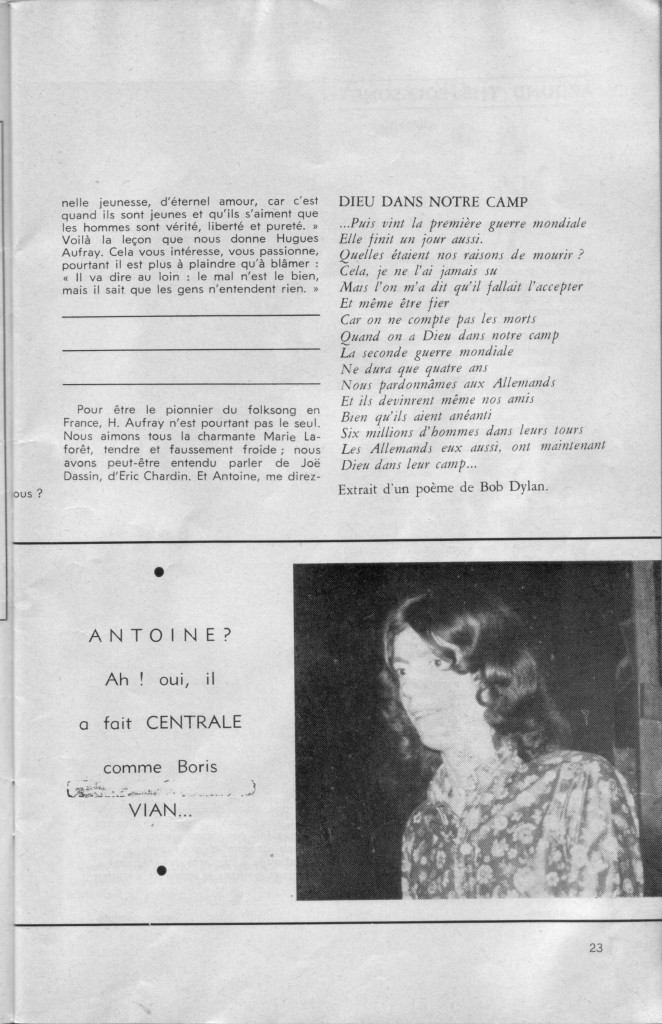 nelle jeunesse, d'éternel amour, car c'est
quand ils sont jeunes et qu'ils s'aiment que
les hommes sont vérité, liberté et pureté. »
Voilà la leçon que nous donne Hugues
Aufray. Cela vous intéresse, vous passionne,
pourtant il est plus à plaindre qu'à blâmer :
« Il va dire au loin : le mal n'est le bien,
mais il sait que les gens n'entendent rien. »
Pour être le pionnier du folksong en
France, H. Aufray n'est pourtant pas le seul.
Nous aimons tous la charmante Marie La-
forêt, tendre et faussement froide ; nous
avons peut-être entendu parler de Joë
Dassin, d'Eric Chardin. Et Antoine, me direz-
ous ?
DIEU DANS NOTRE CAMP
...Puis vint la première guerre mondiale
Elle finit un jour aussi.
Quelles étaient nos raisons de mourir ?
Cela, je ne l'ai jamais su
Mais l'on m'a dit qu'il fallait l'accepter
Et même être fier
Car on ne compte pas les morts
Quand on a Dieu dans notre camp
La seconde guerre mondiale
Ne dura que quatre ans
Nous pardonnâmes aux Allemands
Et ils devinrent même nos amis
Bien qu'ils aient anéanti
Six millions d'hommes dans leurs tours
Les Allemands eux aussi, ont maintenant
Dieu dans leur camp...
Extrait d'un poème de Bob Dylan.
ANTOINE?
Ah ! oui, il
a fait CENTRALE
comme Boris
VIAN...
23